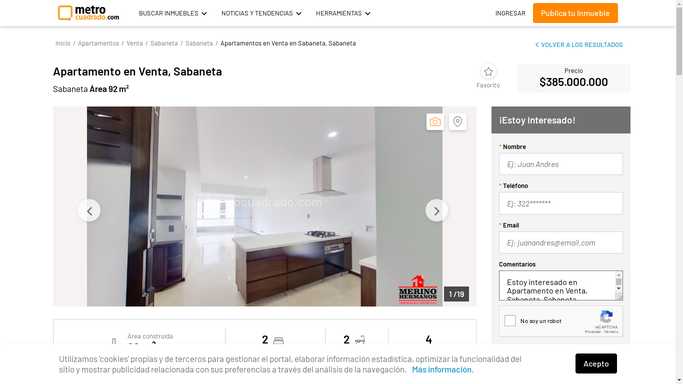 metro
cuadrado.com
BUSCAR INMUEBLES
NOTICIAS Y TENDENCIAS
HERRAMIENTAS
INGRESAR
Publica tu Inmueble
Inicio / Apartamentos / Venta / Sabaneta / Sabaneta / Apartamentos en Venta en Sabaneta, Sabaneta
VOLVER A LOS RESULTADOS
Apartamento en Venta, Sabaneta
Sabaneta Área 92 m²
Favorito
Precio
$385.000.000
cuadrado.com
MERINO
HERMANOS
1 / 19
¡Estoy Interesado!
* Nombre
Ej: Juan Andres
* Teléfono
Ej: 322*******
* Email
Ej: juanandres@email.com
Comentarios
Estoy interesado en
Apartamento en Venta,
Sabaneta, Sabaneta
No soy un robot
reCAPTCHA
Privacidad - Términos
Área construida
2
2
4
Utilizamos 'cookies' propias y de terceros para gestionar el portal, elaborar información estadística, optimizar la funcionalidad del
sitio y mostrar publicidad relacionada con sus preferencias a través del análisis de la navegación. Más información.
Acepto